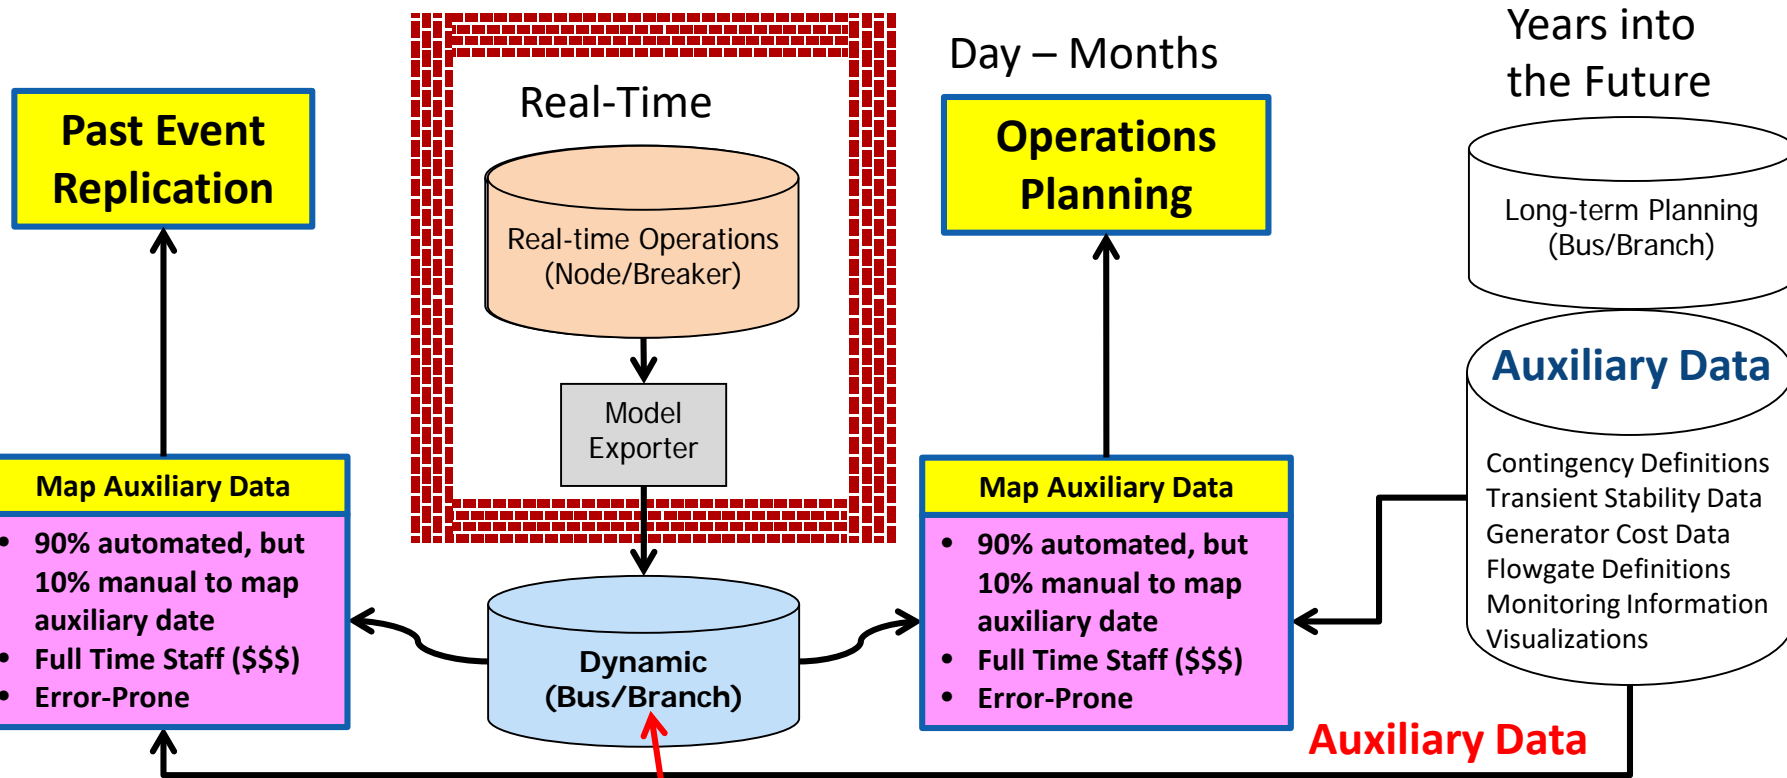 Past Event
Replication
Real-Time
Real-time Operations
(Node/Breaker)
Model
Exporter
Day – Months
Operations
Planning
Years into
the Future
Long-term Planning
(Bus/Branch)
Auxiliary Data
Contingency Definitions
Transient Stability Data
Generator Cost Data
Flowgate Definitions
Monitoring Information
Visualizations
Map Auxiliary Data
• 90% automated, but
10% manual to map
auxiliary date
• Full Time Staff ($$$)
• Error-Prone
Dynamic
(Bus/Branch)
Map Auxiliary Data
• 90% automated, but
10% manual to map
auxiliary date
• Full Time Staff ($$$)
• Error-Prone
Auxiliary Data